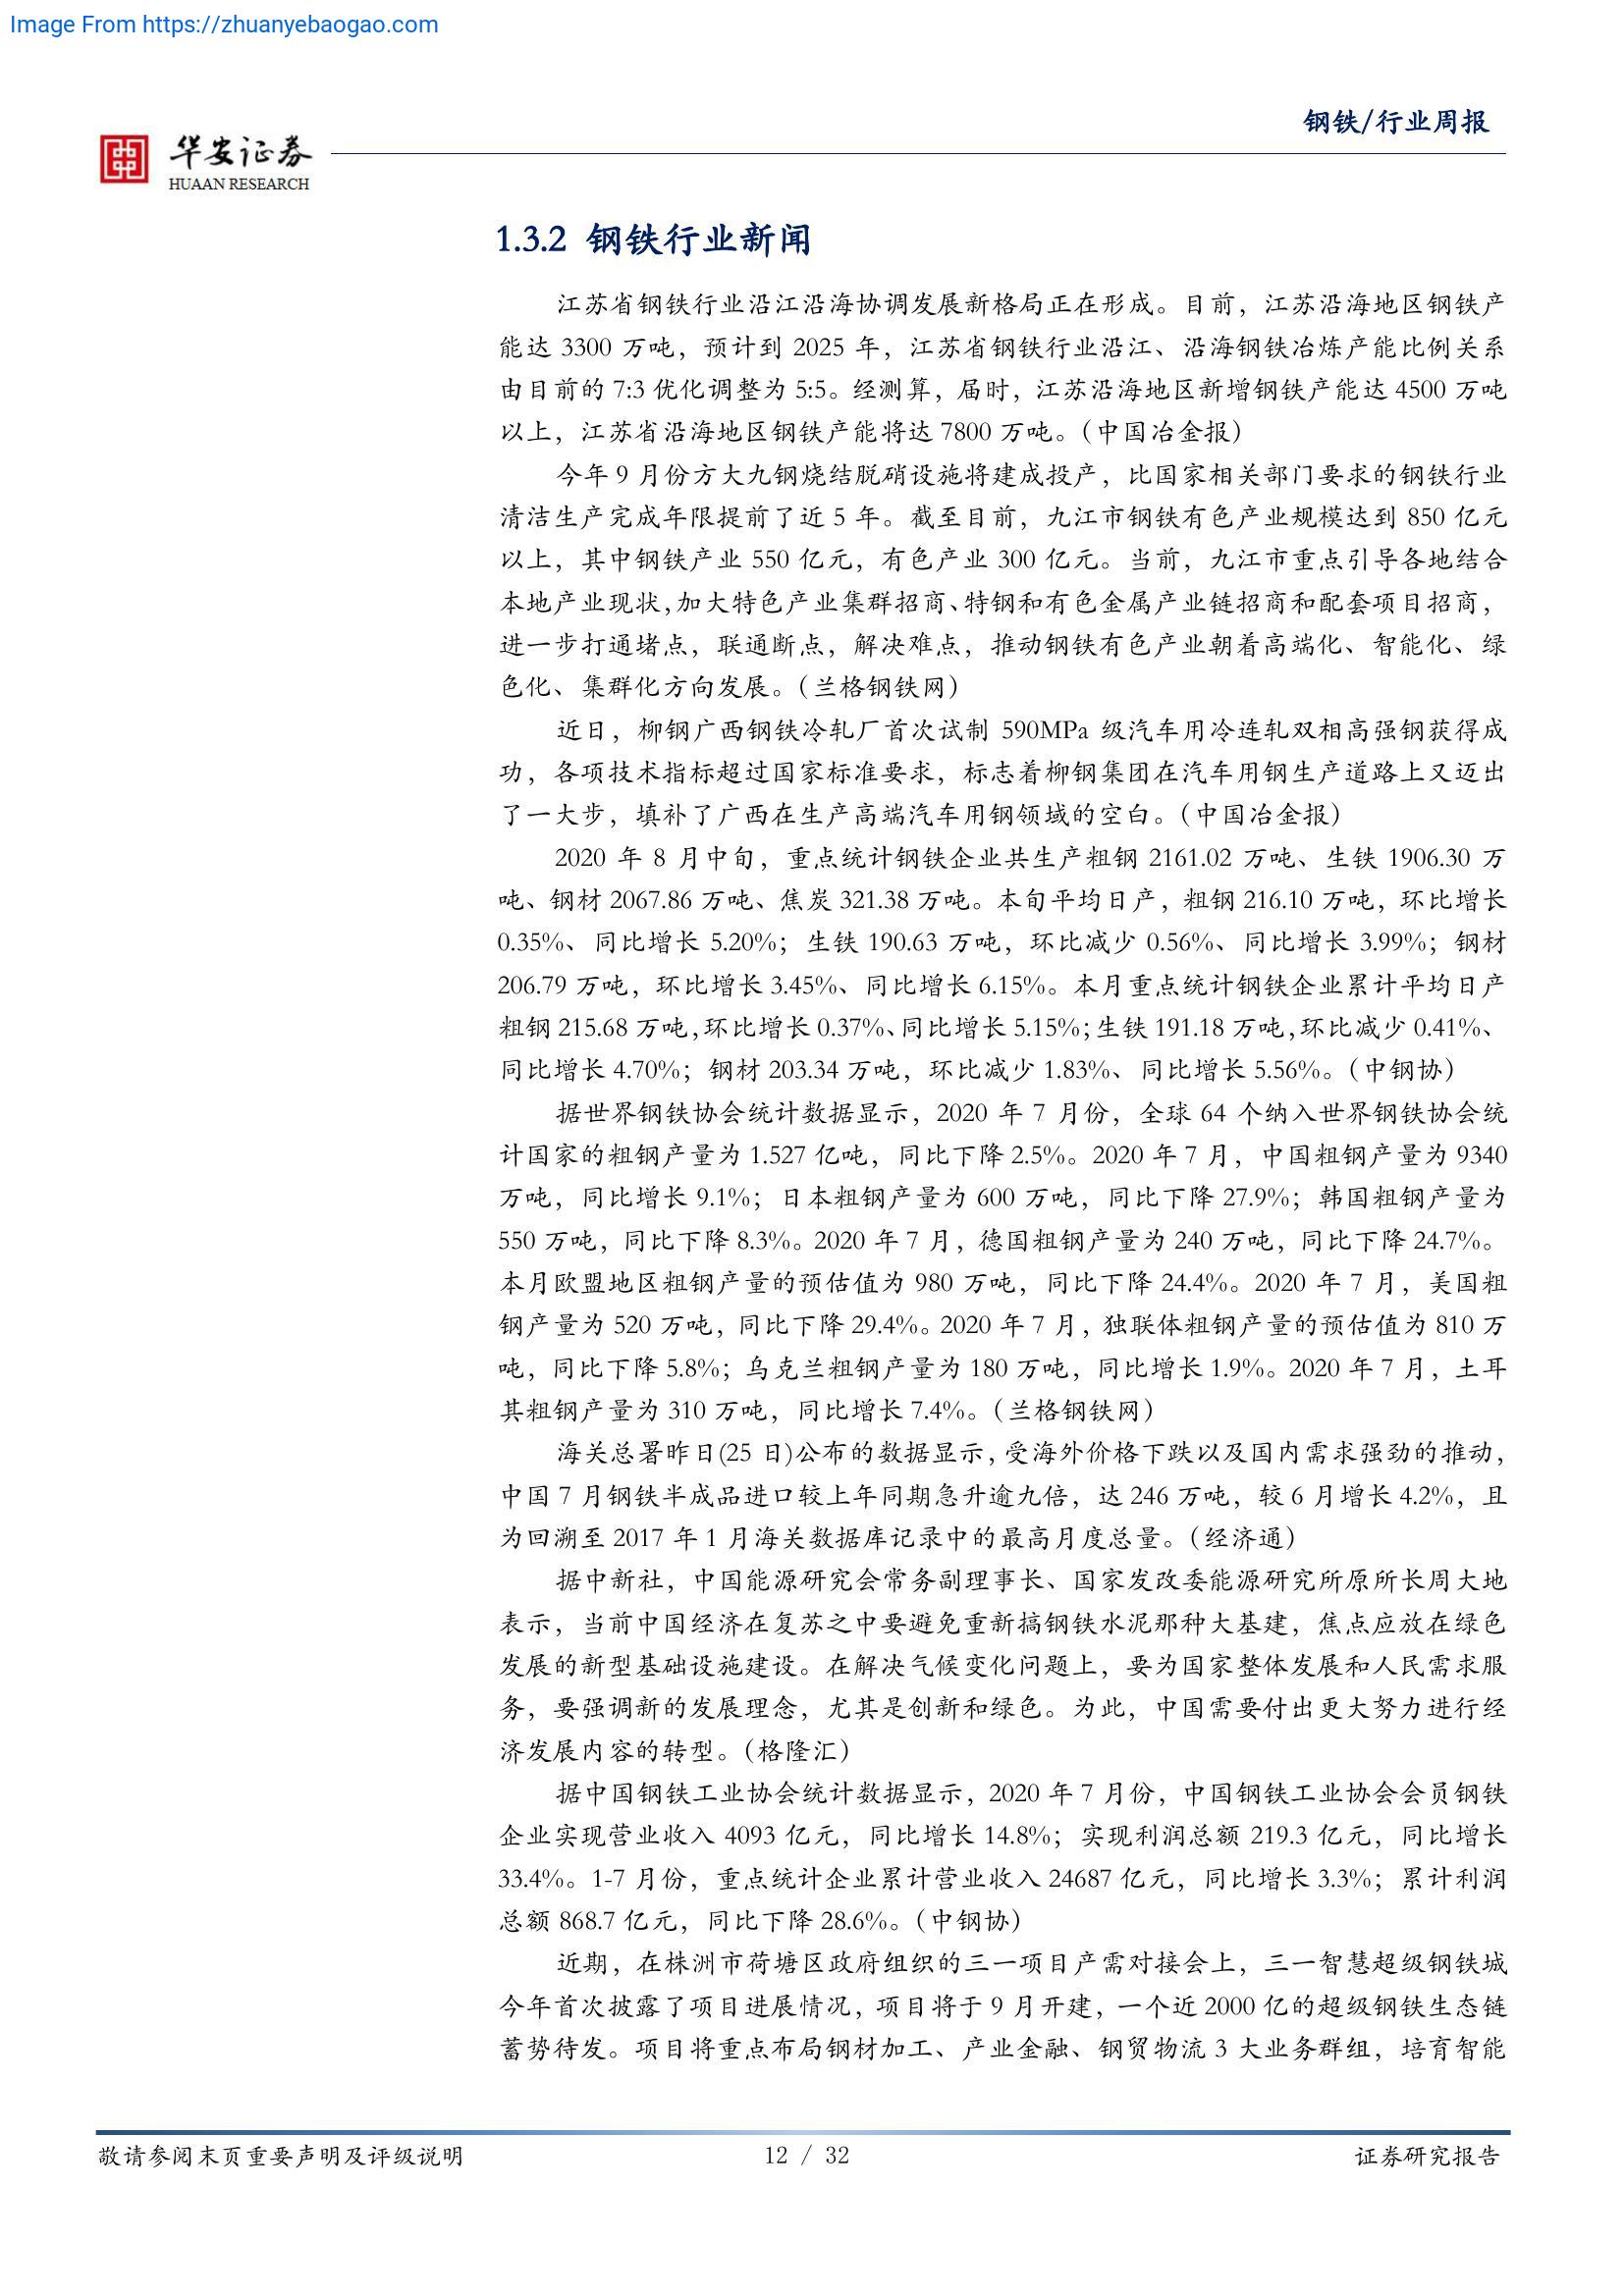 Image From https://zhuanyebaogao.com
钢铁/行业周报
华安证券
HUAAN RESEARCH
1.3.2 钢铁行业新闻
江苏省钢铁行业沿江沿海协调发展新格局正在形成。目前，江苏沿海地区钢铁产
能达 3300 万吨，预计到 2025 年，江苏省钢铁行业沿江、沿海钢铁冶炼产能比例关系
由目前的 7:3 优化调整为 5:5。经测算，届时，江苏沿海地区新增钢铁产能达 4500 万吨
以上，江苏省沿海地区钢铁产能将达 7800 万吨。（中国冶金报）
今年 9 月份方大九钢烧结脱硝设施将建成投产，比国家相关部门要求的钢铁行业
清洁生产完成年限提前了近 5 年。截至目前，九江市钢铁有色产业规模达到 850 亿元
以上，其中钢铁产业 550 亿元，有色产业 300 亿元。当前，九江市重点引导各地结合
本地产业现状，加大特色产业集群招商、特钢和有色金属产业链招商和配套项目招商，
进一步打通堵点，联通断点，解决难点，推动钢铁有色产业朝着高端化、智能化、绿
色化、集群化方向发展。（兰格钢铁网）
近日，柳钢广西钢铁冷轧厂首次试制 590MPa 级汽车用冷连轧双相高强钢获得成
功，各项技术指标超过国家标准要求，标志着柳钢集团在汽车用钢生产道路上又迈出
了一大步，填补了广西在生产高端汽车用钢领域的空白。（中国冶金报）
2020 年 8 月中旬，重点统计钢铁企业共生产粗钢 2161.02 万吨、生铁 1906.30 万
吨、钢材 2067.86 万吨、焦炭 321.38 万吨。本旬平均日产，粗钢 216.10 万吨，环比增长
0.35%、同比增长 5.20%；生铁 190.63 万吨，环比减少 0.56%、同比增长 3.99%；钢材
206.79 万吨，环比增长 3.45%、同比增长 6.15%。本月重点统计钢铁企业累计平均日产
粗钢 215.68 万吨，环比增长 0.37%、同比增长 5.15%；生铁 191.18 万吨，环比减少 0.41%、
同比增长 4.70%；钢材 203.34 万吨，环比减少 1.83%、同比增长 5.56%。（中钢协）
据世界钢铁协会统计数据显示，2020 年 7 月份，全球 64 个纳入世界钢铁协会统
计国家的粗钢产量为 1.527 亿吨，同比下降 2.5%。2020 年 7 月，中国粗钢产量为 9340
万吨，同比增长 9.1%；日本粗钢产量为 600 万吨，同比下降 27.9%；韩国粗钢产量为
550 万吨，同比下降 8.3%。2020 年 7 月，德国粗钢产量为 240 万吨，同比下降 24.7%。
本月欧盟地区粗钢产量的预估值为 980 万吨，同比下降 24.4%。2020 年 7 月，美国粗
钢产量为 520 万吨，同比下降 29.4%。2020 年 7 月，独联体粗钢产量的预估值为 810 万
吨，同比下降 5.8%；乌克兰粗钢产量为 180 万吨，同比增长 1.9%。2020 年 7 月，土耳
其粗钢产量为 310 万吨，同比增长 7.4%。（兰格钢铁网）
海关总署昨日(25 日)公布的数据显示，受海外价格下跌以及国内需求强劲的推动，
中国 7 月钢铁半成品进口较上年同期急升逾九倍，达 246 万吨，较 6 月增长 4.2%，且
为回溯至 2017 年 1 月海关数据库记录中的最高月度总量。（经济通）
据中新社，中国能源研究会常务副理事长、国家发改委能源研究所原所长周大地
表示，当前中国经济在复苏之中要避免重新搞钢铁水泥那种大基建，焦点应放在绿色
发展的新型基础设施建设。在解决气候变化问题上，要为国家整体发展和人民需求服
务，要强调新的发展理念，尤其是创新和绿色。为此，中国需要付出更大努力进行经
济发展内容的转型。（格隆汇）
据中国钢铁工业协会统计数据显示，2020 年 7 月份，中国钢铁工业协会会员钢铁
企业实现营业收入 4093 亿元，同比增长 14.8%；实现利润总额 219.3 亿元，同比增长
33.4%。1-7 月份，重点统计企业累计营业收入 24687 亿元，同比增长 3.3%；累计利润
总额 868.7 亿元，同比下降 28.6%。（中钢协）
近期，在株洲市荷塘区政府组织的三一项目产需对接会上，三一智慧超级钢铁城
今年首次披露了项目进展情况，项目将于 9 月开建，一个近 2000 亿的超级钢铁生态链
蓄势待发。项目将重点布局钢材加工、产业金融、钢贸物流 3 大业务群组，培育智能
敬请参阅末页重要声明及评级说明
12 / 32
证券研究报告